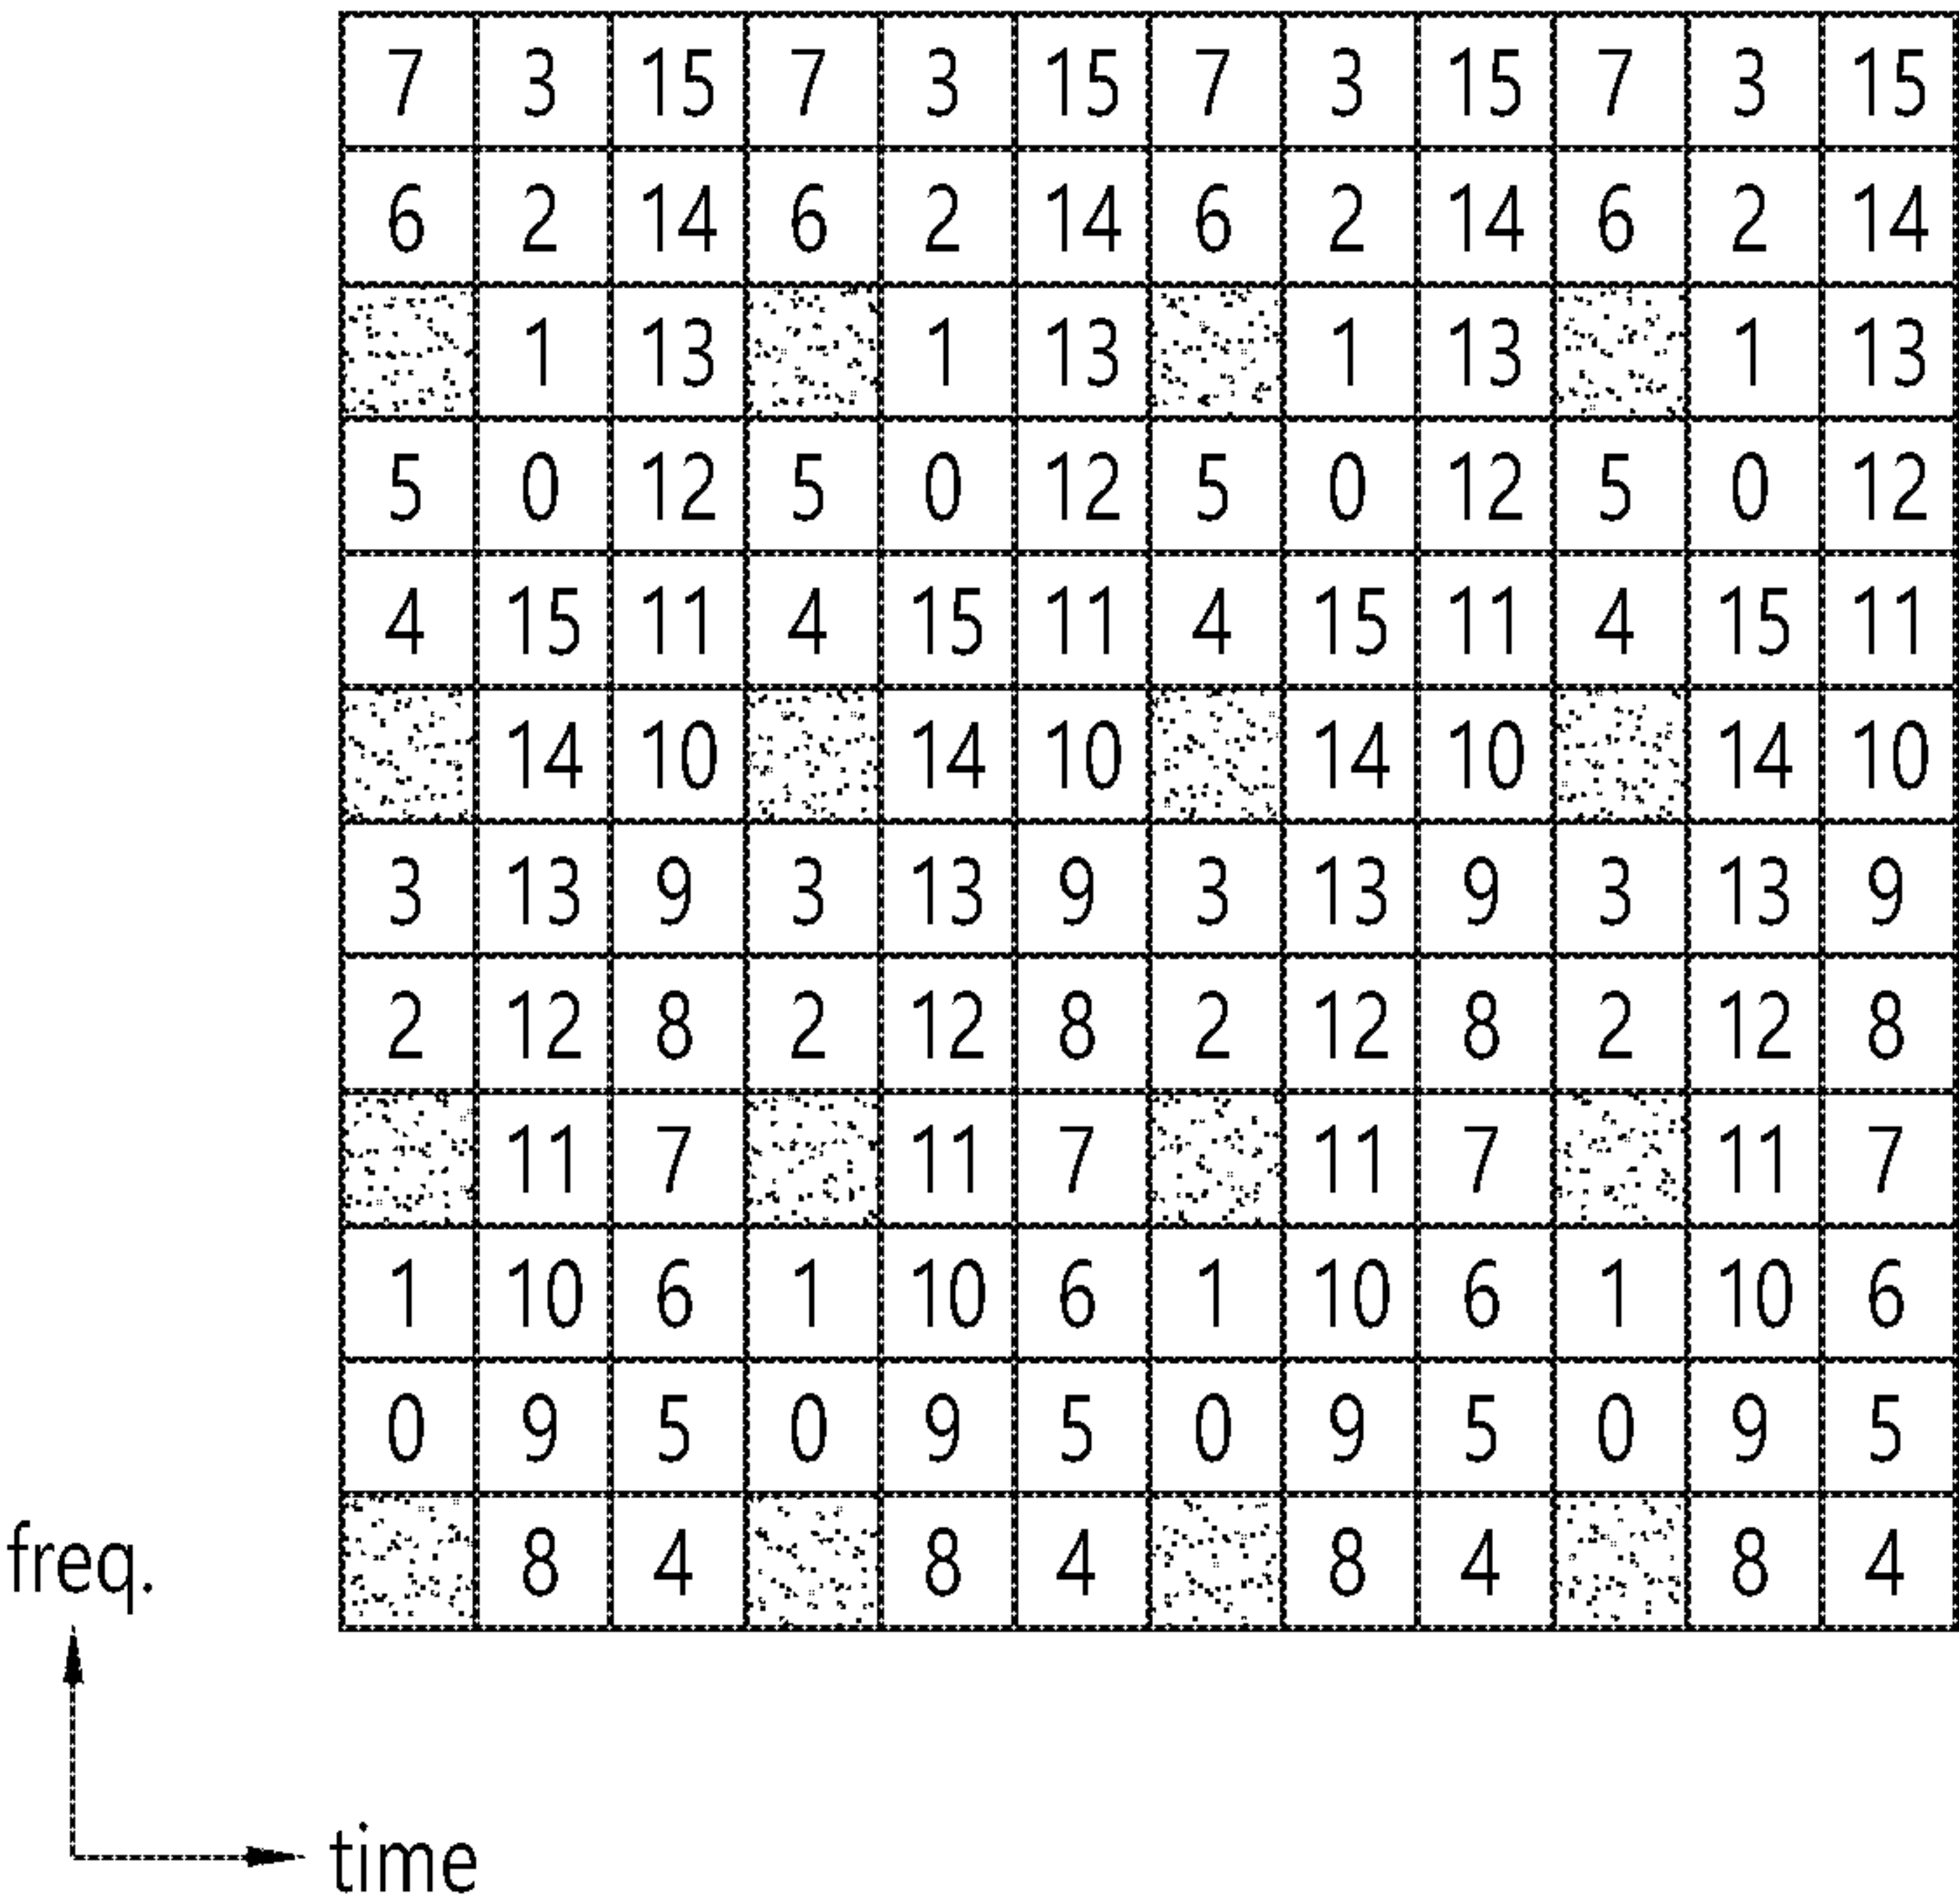 7 3 15 7 3 15 7 3 15 7 3 15
6 2 14 6 2 14 6 2 14 6 2 14
1 13 1 13 1 13 1 13
5 0 12 5 0 12 5 0 12 5 0 12
4 15 11 4 15 11 4 15 11 4 15 11
14 10 14 10 14 10 14 10
3 13 9 3 13 9 3 13 9 3 13 9
2 12 8 2 12 8 2 12 8 2 12 8
11 7 11 7 11 7 11 7
1 10 6 1 10 6 1 10 6 1 10 6
0 9 5 0 9 5 0 9 5 0 9 5
8 4 8 4 8 4 8 4
freq.
time